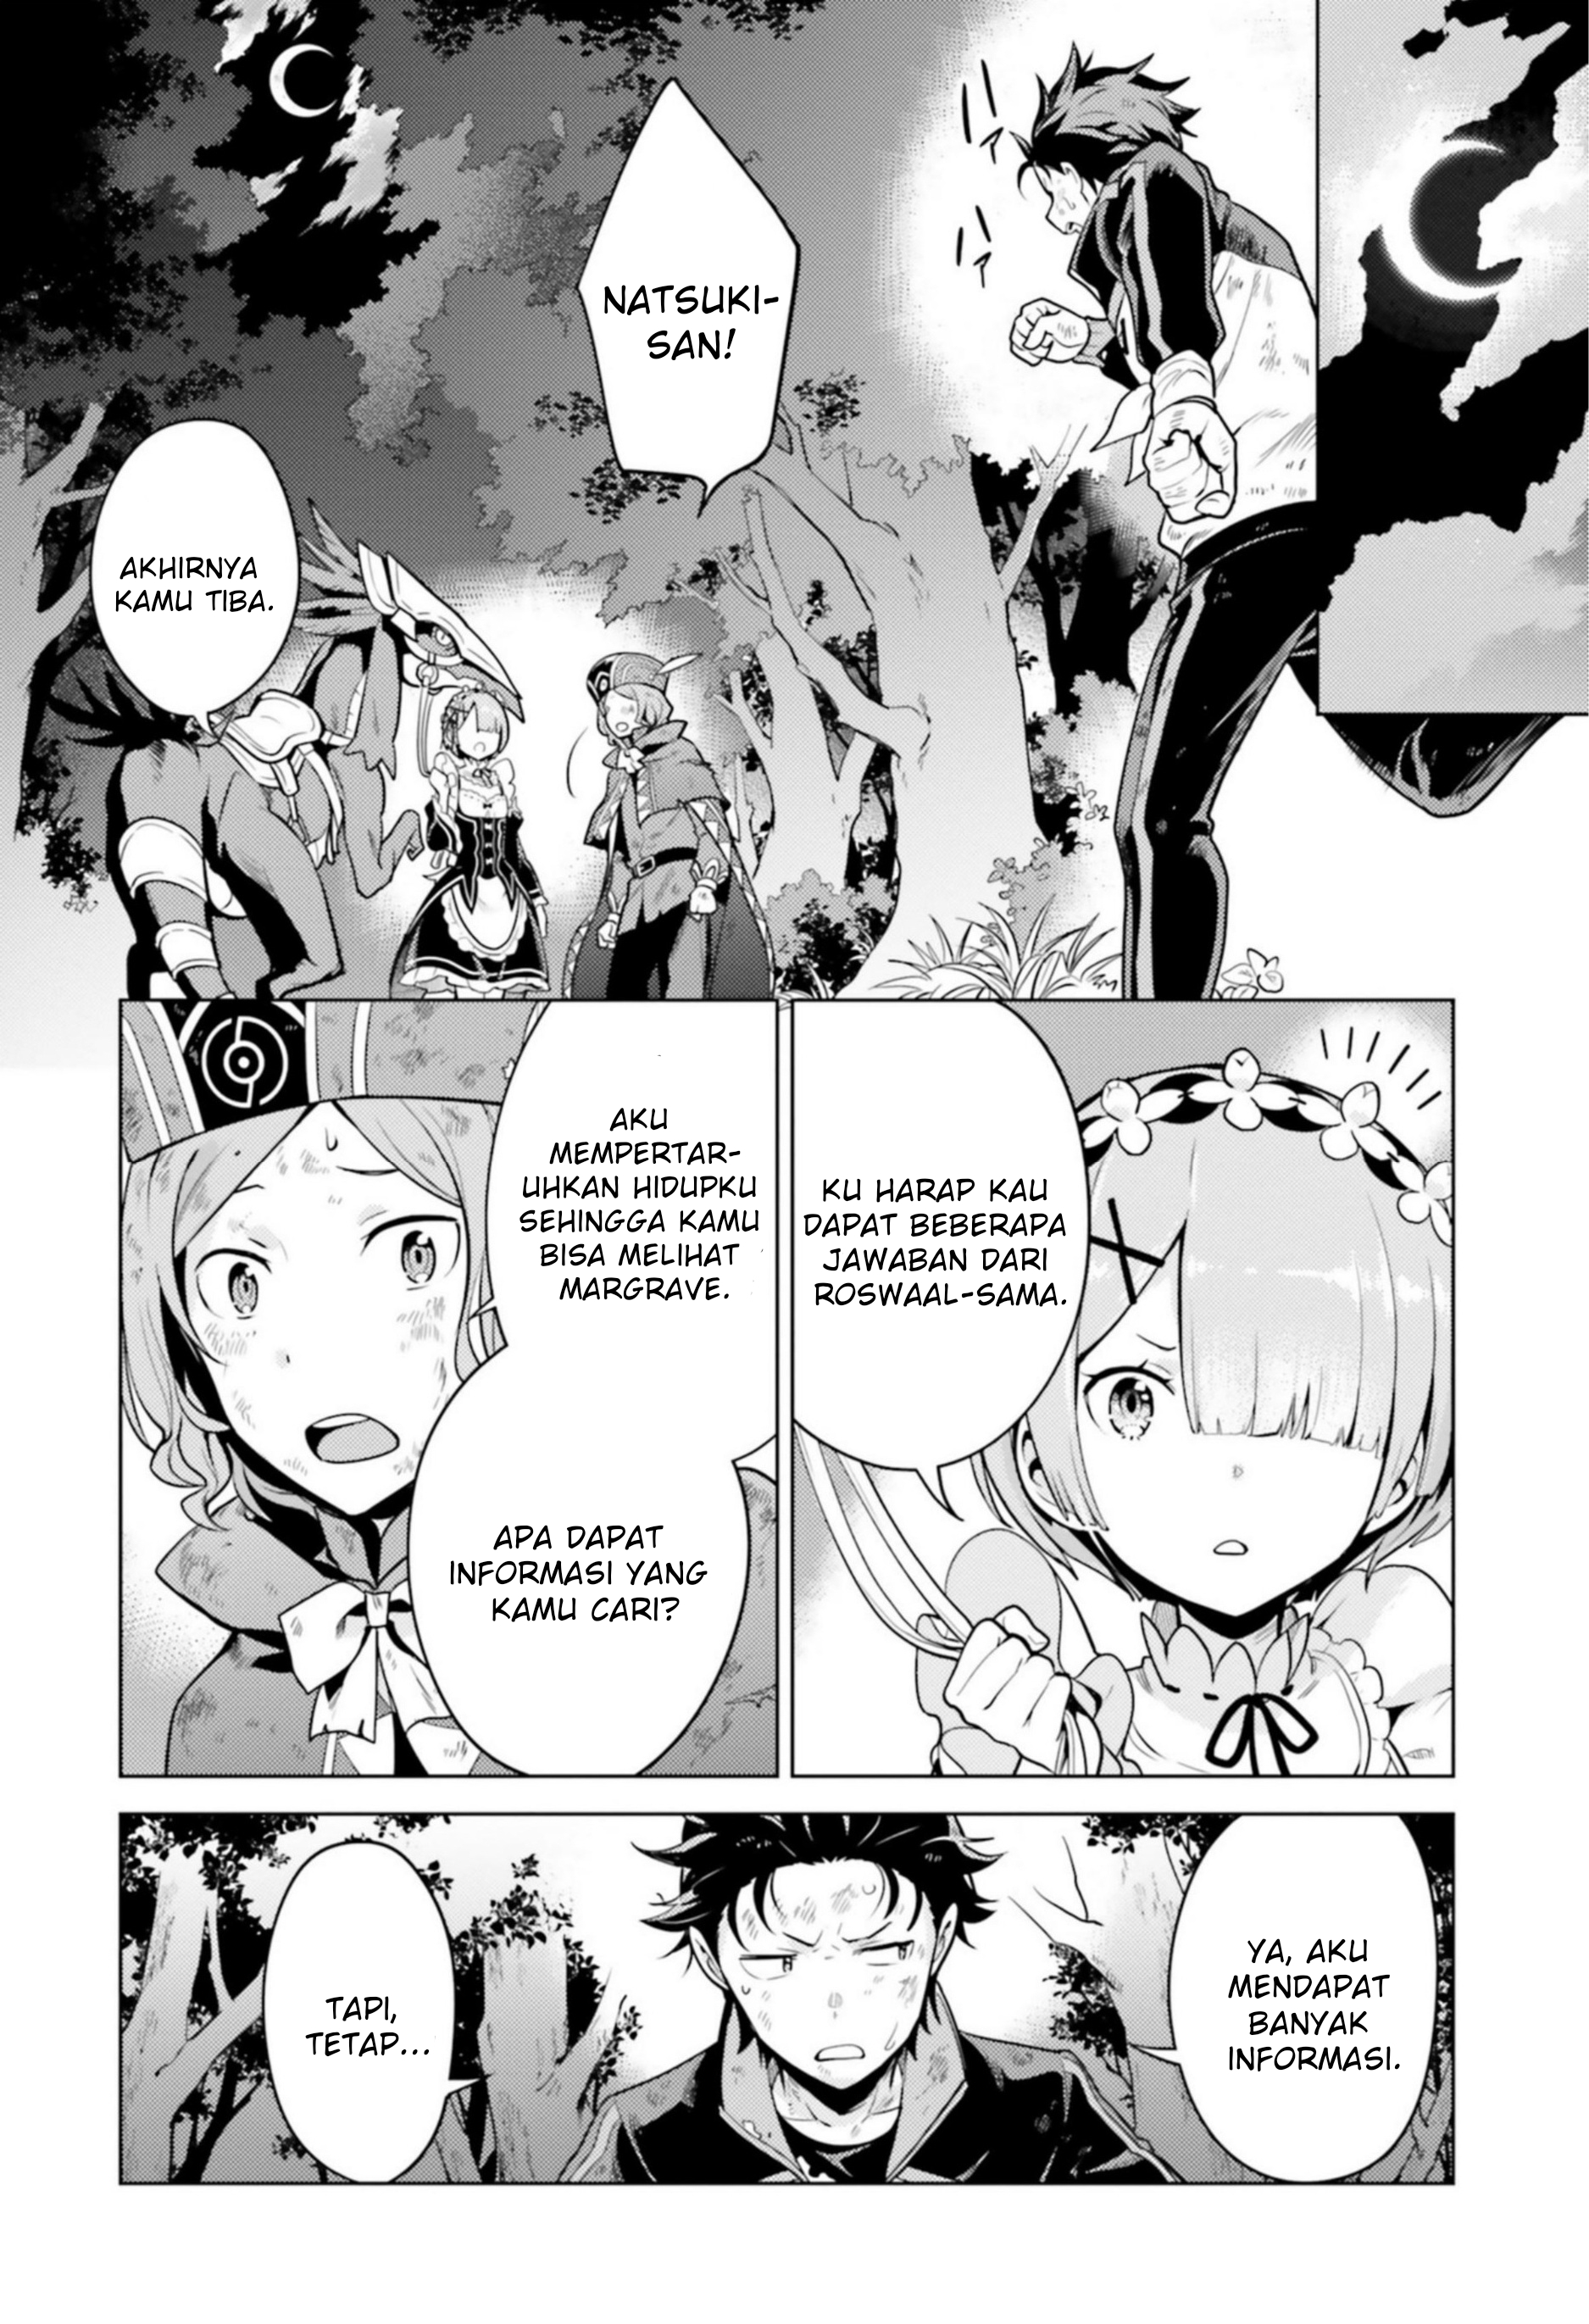 NATSUKI-
SAN!
AKHIRNYA
KAMU TIBA.
KU HARAP KAU
DAPAT BEBERAPA
JAWABAN DARI
ROSWAAL-SAMA.
AKU
MEMPERTAR-
UHKAN HIDUPKU
SEHINGGA KAMU
BISA MELIHAT
MARGRAVE.
APA DAPAT
INFORMASI YANG
KAMU CARI?
YA, AKU
MENDAPAT
BANYAK
INFORMASI.
TAPI,
TETAP...